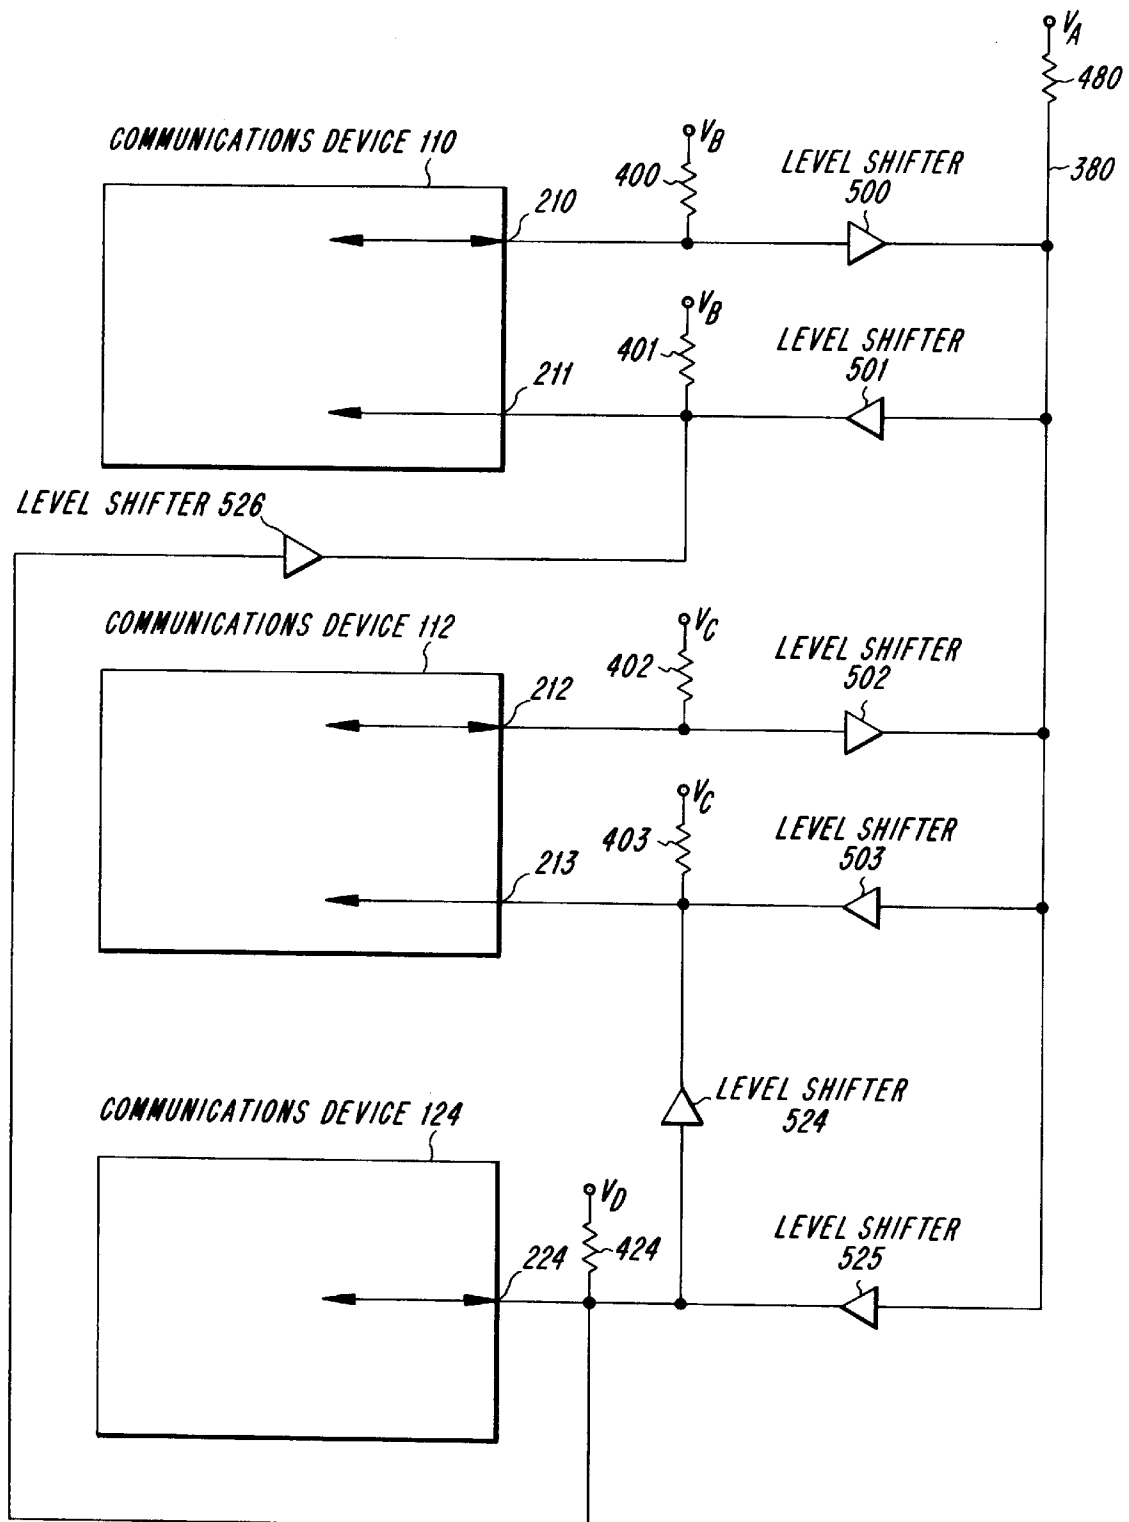 V_A
480
COMMUNICATIONS DEVICE 110
V_B
400
LEVEL SHIFTER
500
380
210
V_B
401
LEVEL SHIFTER
501
211
LEVEL SHIFTER 526
COMMUNICATIONS DEVICE 112
V_C
402
LEVEL SHIFTER
502
212
V_C
403
LEVEL SHIFTER
503
213
LEVEL SHIFTER
524
COMMUNICATIONS DEVICE 124
V_D
424
LEVEL SHIFTER
525
224